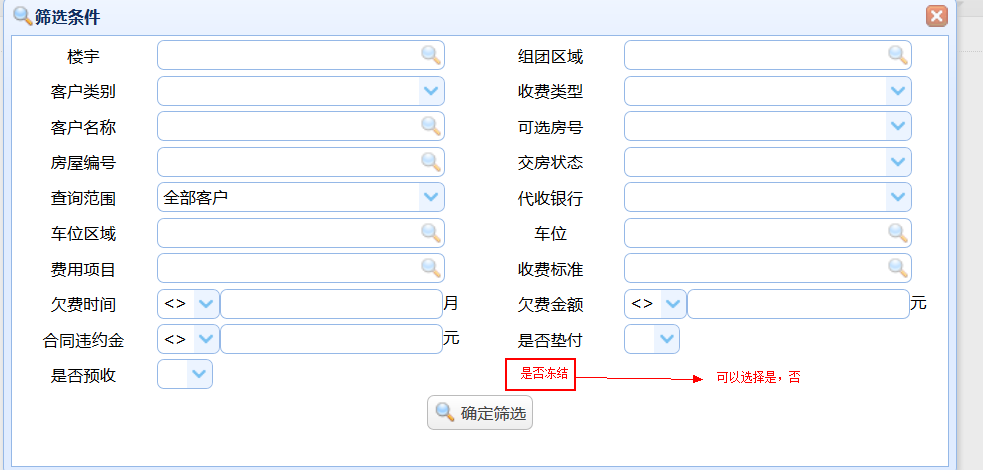 筛选条件
楼宇 组团区域
客户类别 收费类型
客户名称 可选房号
房屋编号 交房状态
查询范围 全部客户 代收银行
车位区域 车位
费用项目 收费标准
欠费时间 <> 月 欠费金额 <> 元
合同违约金 <> 元 是否垫付
是否预收 是否冻结 可以选择是，否
确定筛选